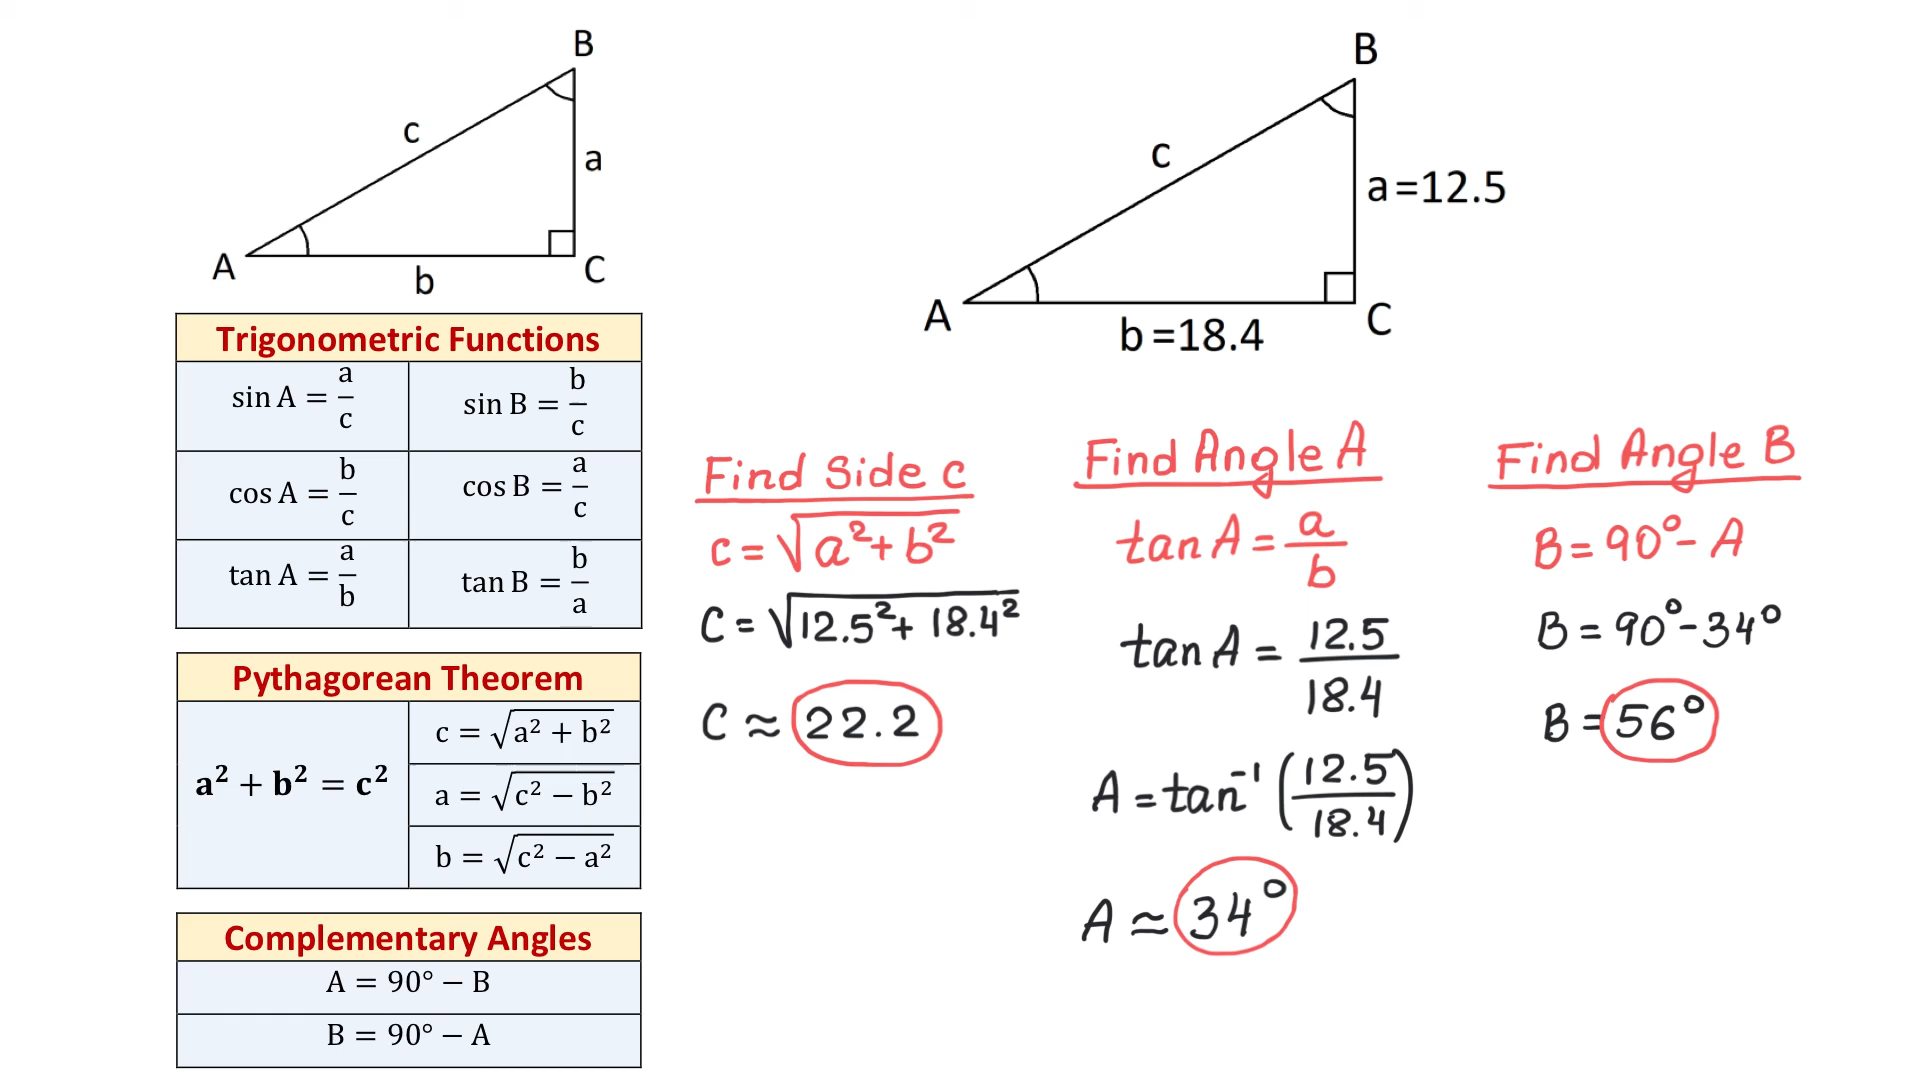 B
c
a
A
b
C
Trigonometric Functions
sin A = a/c
sin B = b/c
cos A = b/c
cos B = a/c
tan A = a/b
tan B = b/a
Pythagorean Theorem
a² + b² = c²
c = √(a² + b²)
a = √(c² − b²)
b = √(c² − a²)
Complementary Angles
A = 90° − B
B = 90° − A
B
c
a=12.5
A
b=18.4
C
Find Side c
c = √(a² + b²)
C = √(12.5² + 18.4²)
C ≈ 22.2
Find Angle A
tan A = a/b
tan A = 12.5/18.4
A = tan⁻¹ (12.5/18.4)
A ≈ 34°
Find Angle B
B = 90° − A
B = 90° − 34°
B = 56°